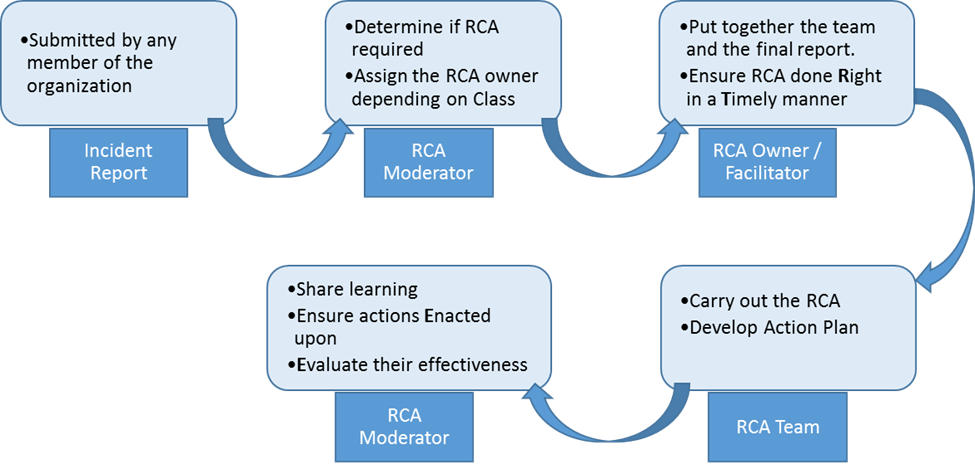 •Submitted by any
member of the
organization
Incident
Report
•Determine if RCA
required
•Assign the RCA owner
depending on Class
RCA
Moderator
•Put together the team
and the final report.
•Ensure RCA done Right
in a Timely manner
RCA Owner /
Facilitator
•Carry out the RCA
•Develop Action Plan
RCA Team
•Share learning
•Ensure actions Enacted
upon
•Evaluate their effectiveness
RCA
Moderator